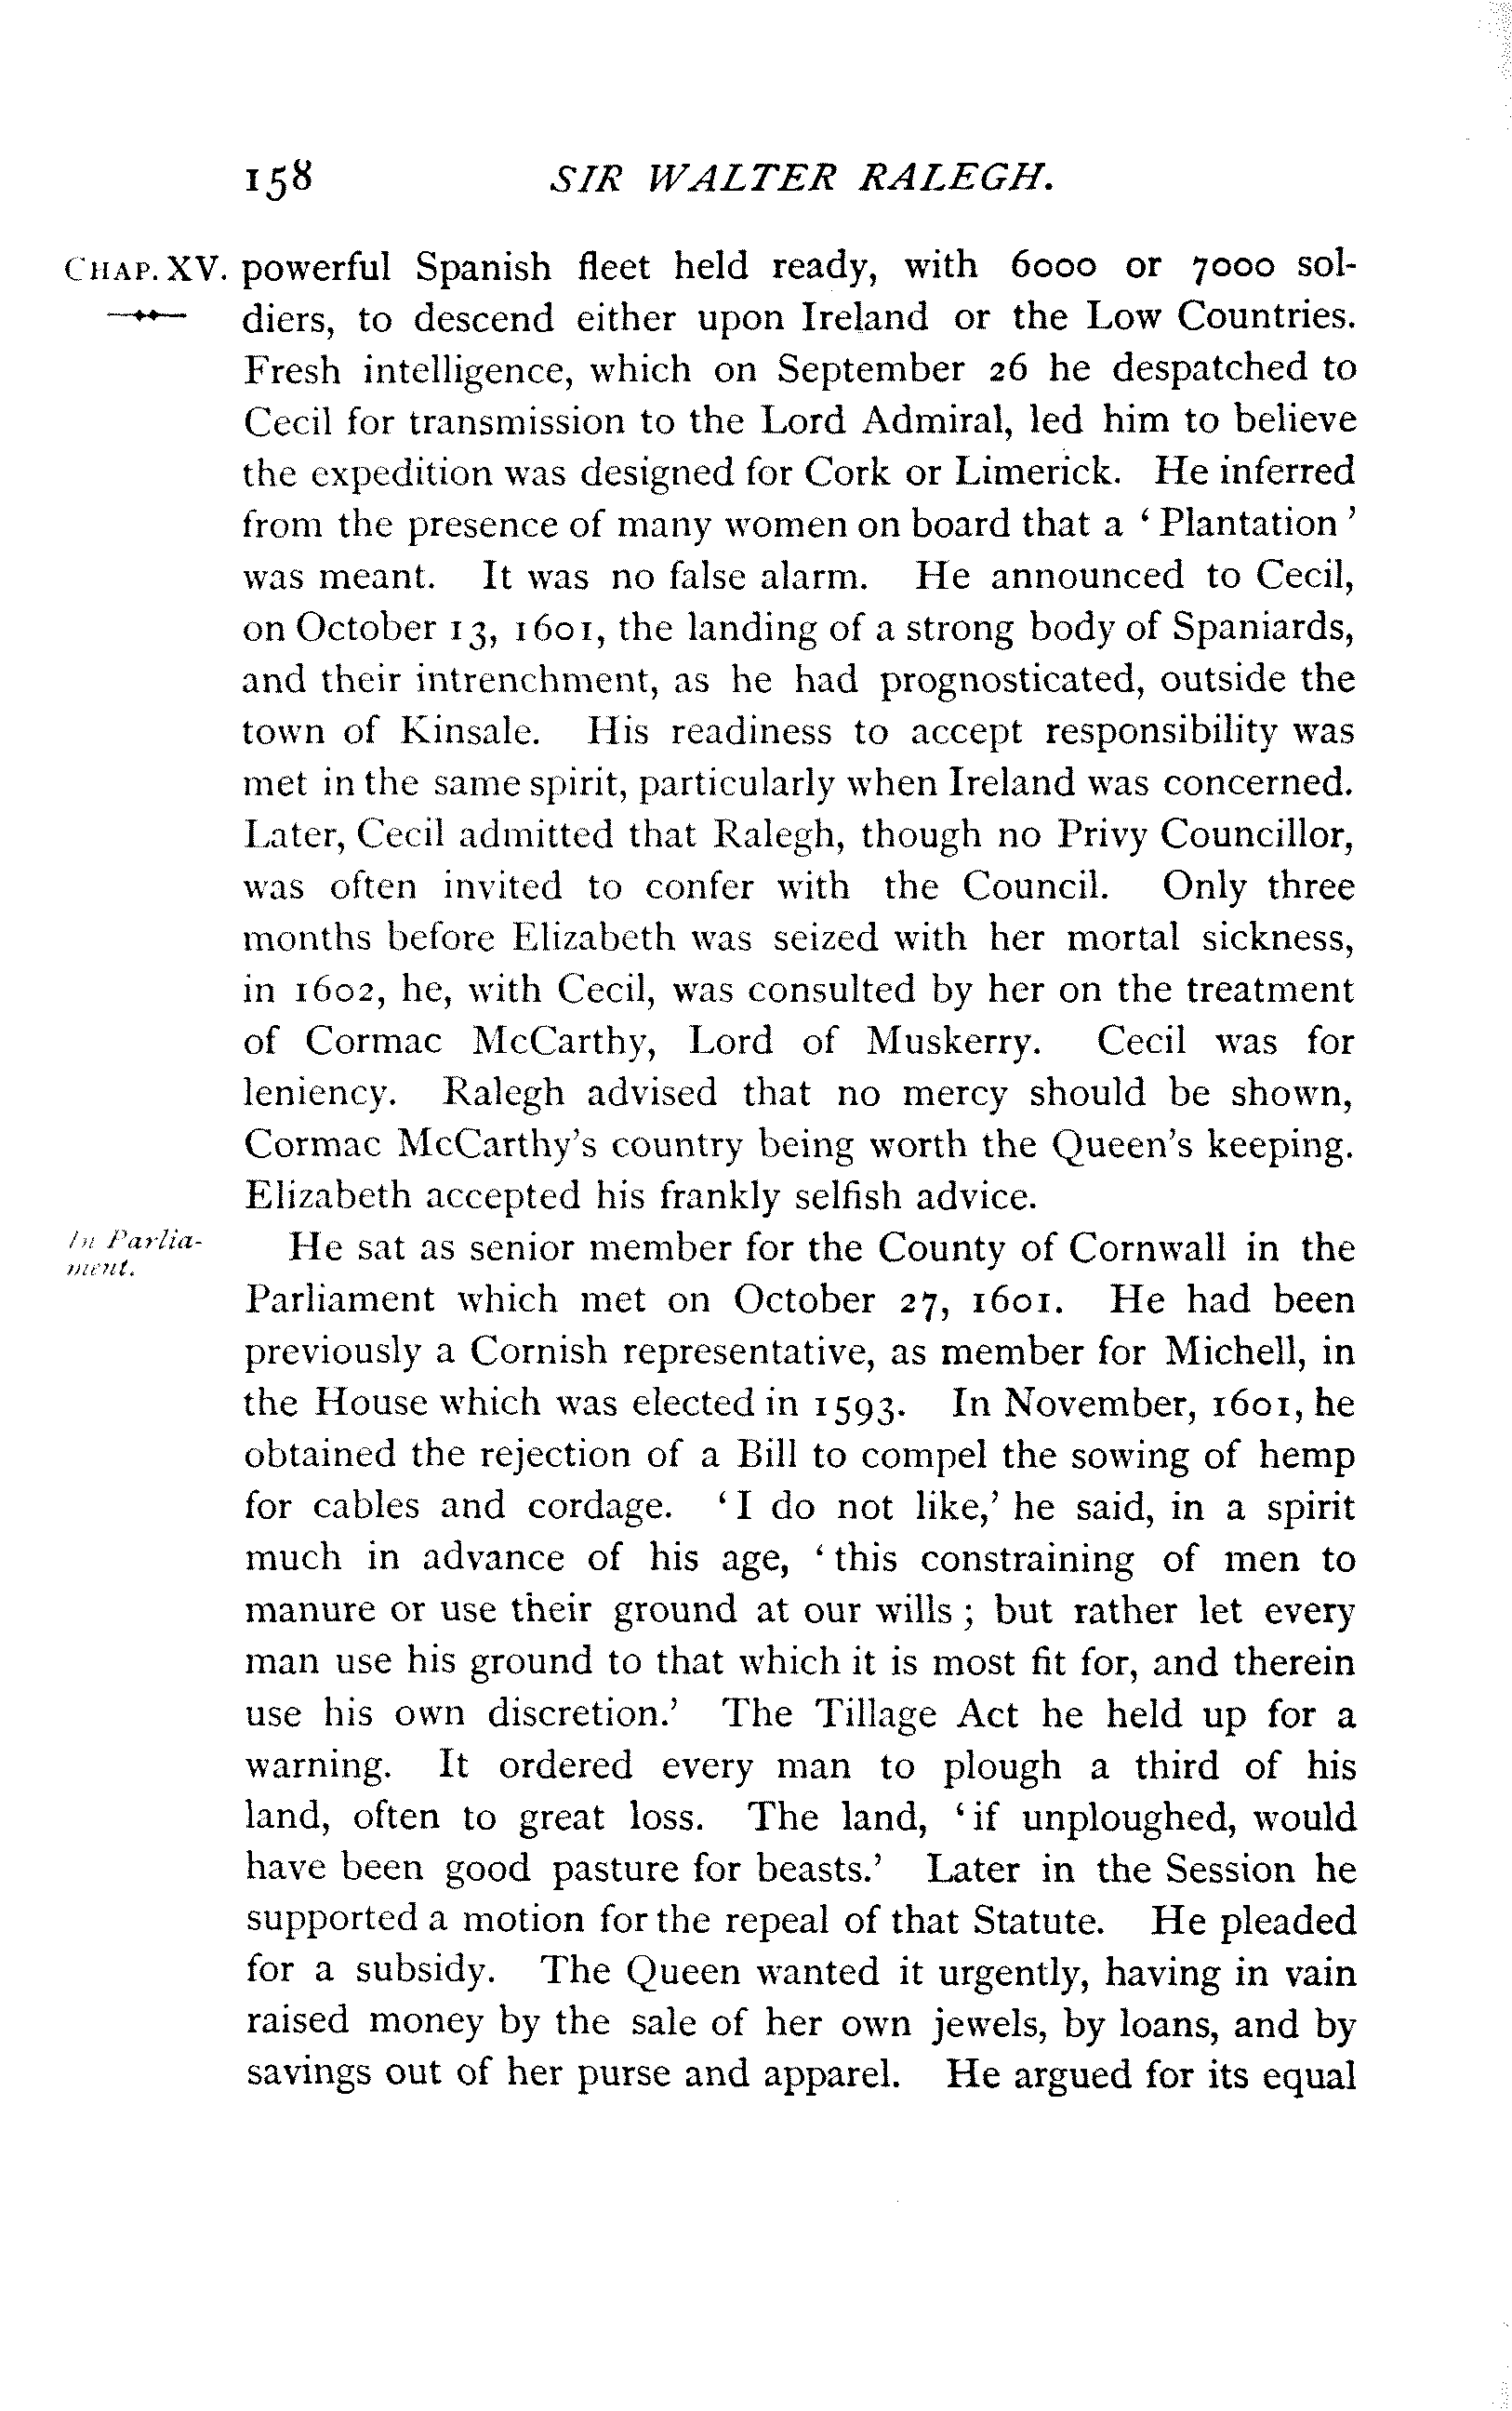 158 SIR WALTER RALEGH.
CHAP. XV. powerful Spanish fleet held ready, with 6000 or 7000 sol-
diers, to descend either upon Ireland or the Low Countries.
Fresh intelligence, which on September 26 he despatched to
Cecil for transmission to the Lord Admiral, led him to believe
the expedition was designed for Cork or Limerick. He inferred
from the presence of many women on board that a ‘ Plantation ’
was meant. It was no false alarm. He announced to Cecil,
on October 13, 1601, the landing of a strong body of Spaniards,
and their intrenchment, as he had prognosticated, outside the
town of Kinsale. His readiness to accept responsibility was
met in the same spirit, particularly when Ireland was concerned.
Later, Cecil admitted that Ralegh, though no Privy Councillor,
was often invited to confer with the Council. Only three
months before Elizabeth was seized with her mortal sickness,
in 1602, he, with Cecil, was consulted by her on the treatment
of Cormac McCarthy, Lord of Muskerry. Cecil was for
leniency. Ralegh advised that no mercy should be shown,
Cormac McCarthy's country being worth the Queen's keeping.
Elizabeth accepted his frankly selfish advice.
In Parlia-
ment.
He sat as senior member for the County of Cornwall in the
Parliament which met on October 27, 1601. He had been
previously a Cornish representative, as member for Michell, in
the House which was elected in 1593. In November, 1601, he
obtained the rejection of a Bill to compel the sowing of hemp
for cables and cordage. ‘ I do not like,’ he said, in a spirit
much in advance of his age, ‘ this constraining of men to
manure or use their ground at our wills ; but rather let every
man use his ground to that which it is most fit for, and therein
use his own discretion.’ The Tillage Act he held up for a
warning. It ordered every man to plough a third of his
land, often to great loss. The land, ‘ if unploughed, would
have been good pasture for beasts.’ Later in the Session he
supported a motion for the repeal of that Statute. He pleaded
for a subsidy. The Queen wanted it urgently, having in vain
raised money by the sale of her own jewels, by loans, and by
savings out of her purse and apparel. He argued for its equal